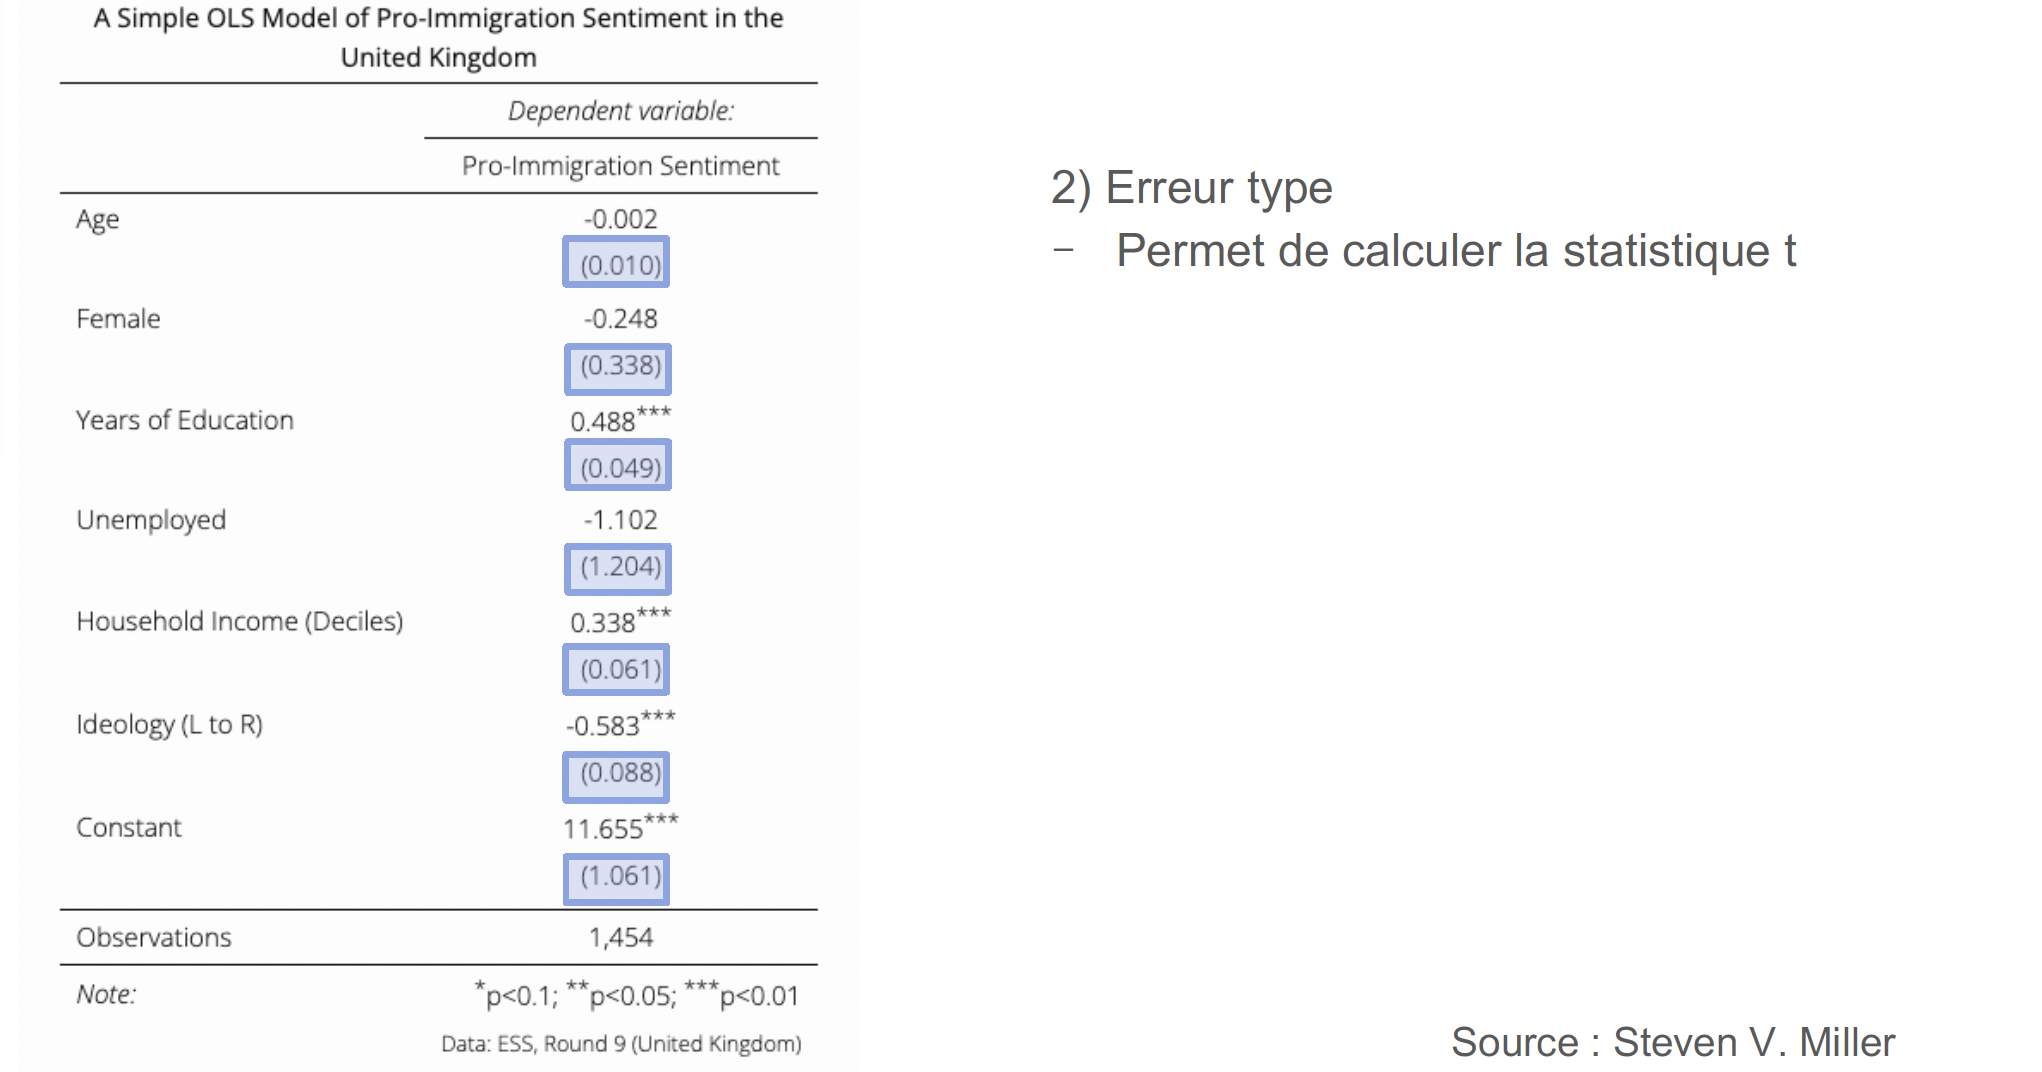 A Simple OLS Model of Pro-Immigration Sentiment in the
United Kingdom
Dependent variable:
Pro-Immigration Sentiment
Age -0.002
(0.010)
Female -0.248
(0.338)
Years of Education 0.488***
(0.049)
Unemployed -1.102
(1.204)
Household Income (Deciles) 0.338***
(0.061)
Ideology (L to R) -0.583***
(0.088)
Constant 11.655***
(1.061)
Observations 1,454
Note: *p<0.1; **p<0.05; ***p<0.01
Data: ESS, Round 9 (United Kingdom)
2) Erreur type
- Permet de calculer la statistique t
Source : Steven V. Miller